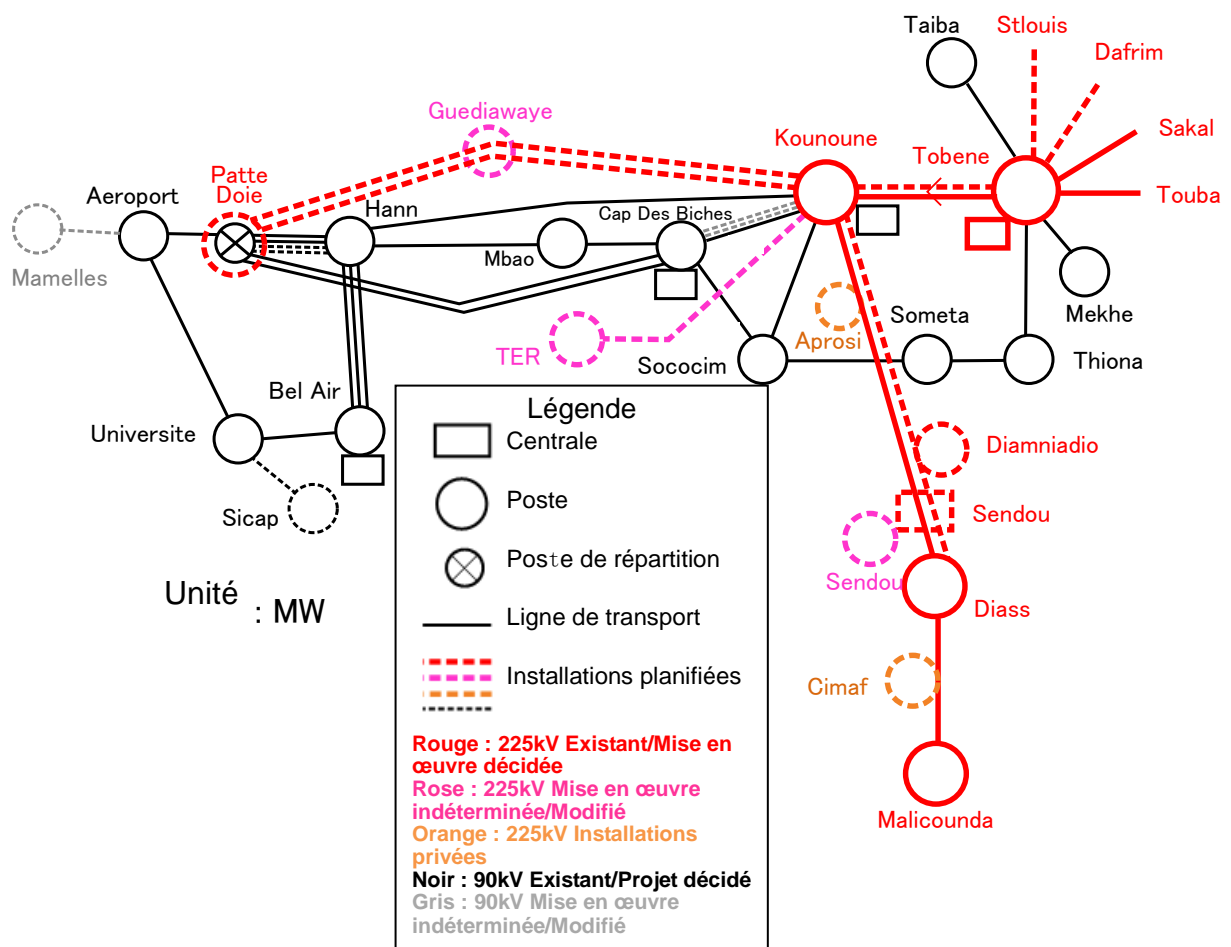 Taiba
Stlouis
Dafrim
Guediawaye
Sakal
Kounoune
Tobene
Touba
Patte
Doie
Aeroport
Hann
Cap Des Biches
Mbao
Mamelles
Mekhe
Someta
Aprosi
TER
Sococim
Thiona
Bel Air
Universite
Diamniadio
Sicap
Sendou
Sendou
Diass
Cimaf
Malicounda
Unité
: MW
Légende
Centrale
Poste
Poste de répartition
Ligne de transport
Installations planifiées
Rouge : 225kV Existant/Mise en
œuvre décidée
Rose : 225kV Mise en œuvre
indéterminée/Modifié
Orange : 225kV Installations
privées
Noir : 90kV Existant/Projet décidé
Gris : 90kV Mise en œuvre
indéterminée/Modifié